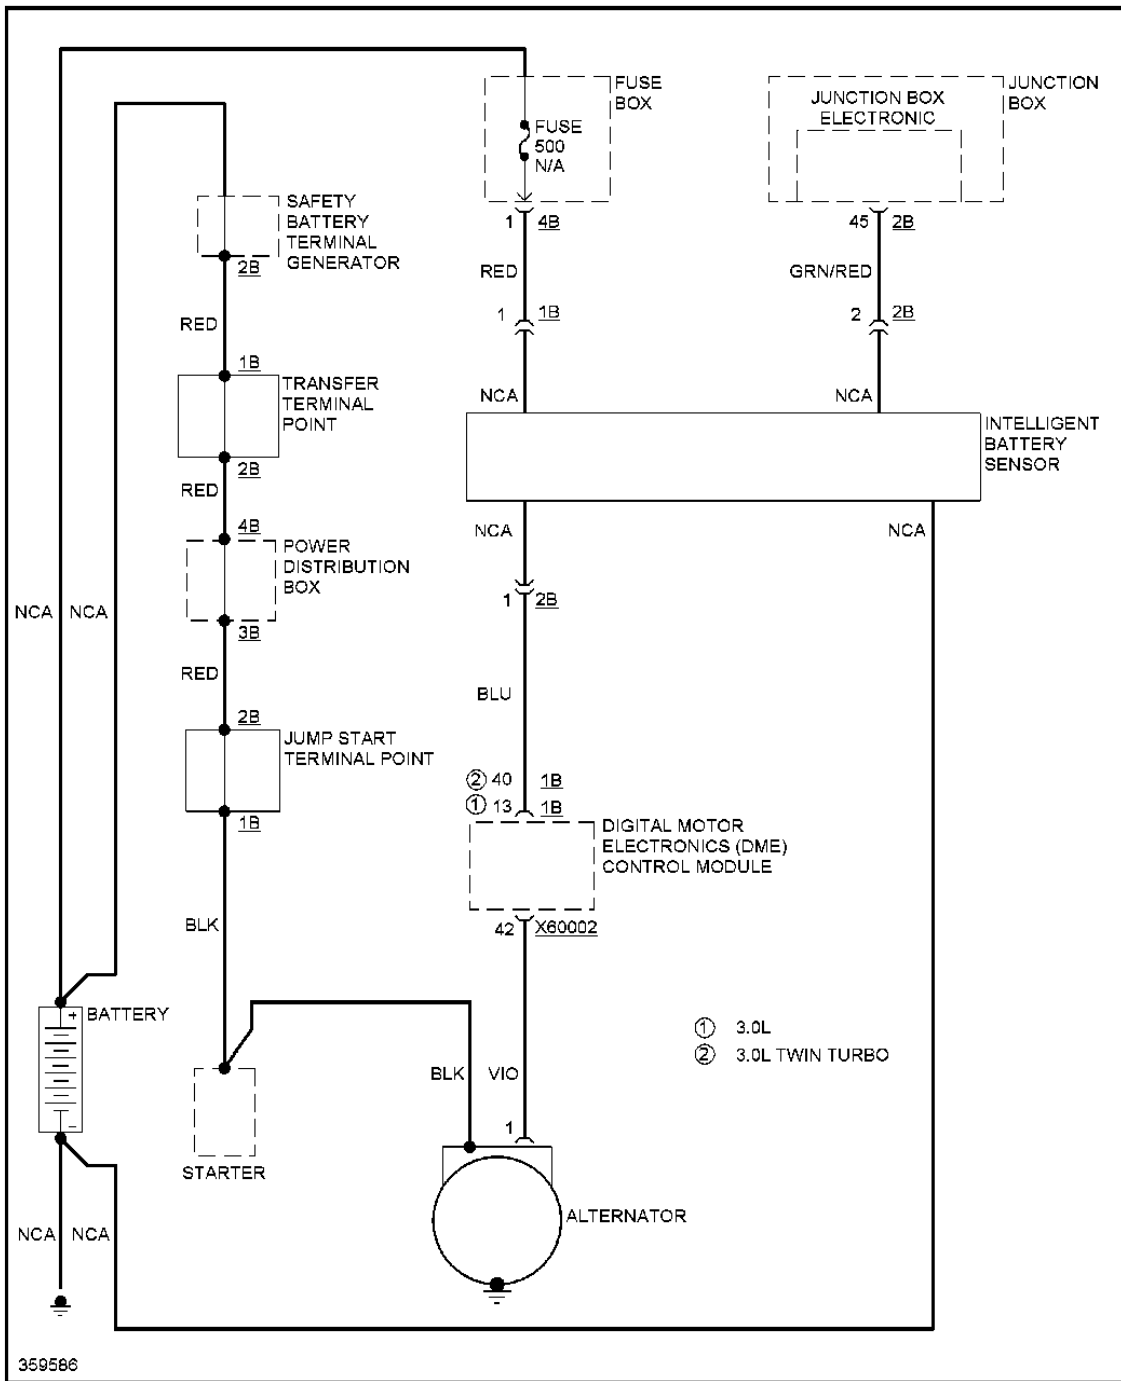 FUSE
BOX
FUSE
500
N/A
1 4B
RED
1 1B
NCA
JUNCTION BOX
ELECTRONIC
JUNCTION
BOX
45 2B
GRN/RED
2 2B
NCA
INTELLIGENT
BATTERY
SENSOR
SAFETY
BATTERY
TERMINAL
GENERATOR
2B
RED
1B
TRANSFER
TERMINAL
POINT
2B
RED
4B
POWER
DISTRIBUTION
BOX
3B
RED
2B
JUMP START
TERMINAL POINT
1B
BLK
NCA NCA
NCA
NCA
1 2B
BLU
② 40 1B
① 13 1B
DIGITAL MOTOR
ELECTRONICS (DME)
CONTROL MODULE
42 X60002
BLK VIO
1
ALTERNATOR
STARTER
+ BATTERY
-
NCA NCA
① 3.0L
② 3.0L TWIN TURBO
359586